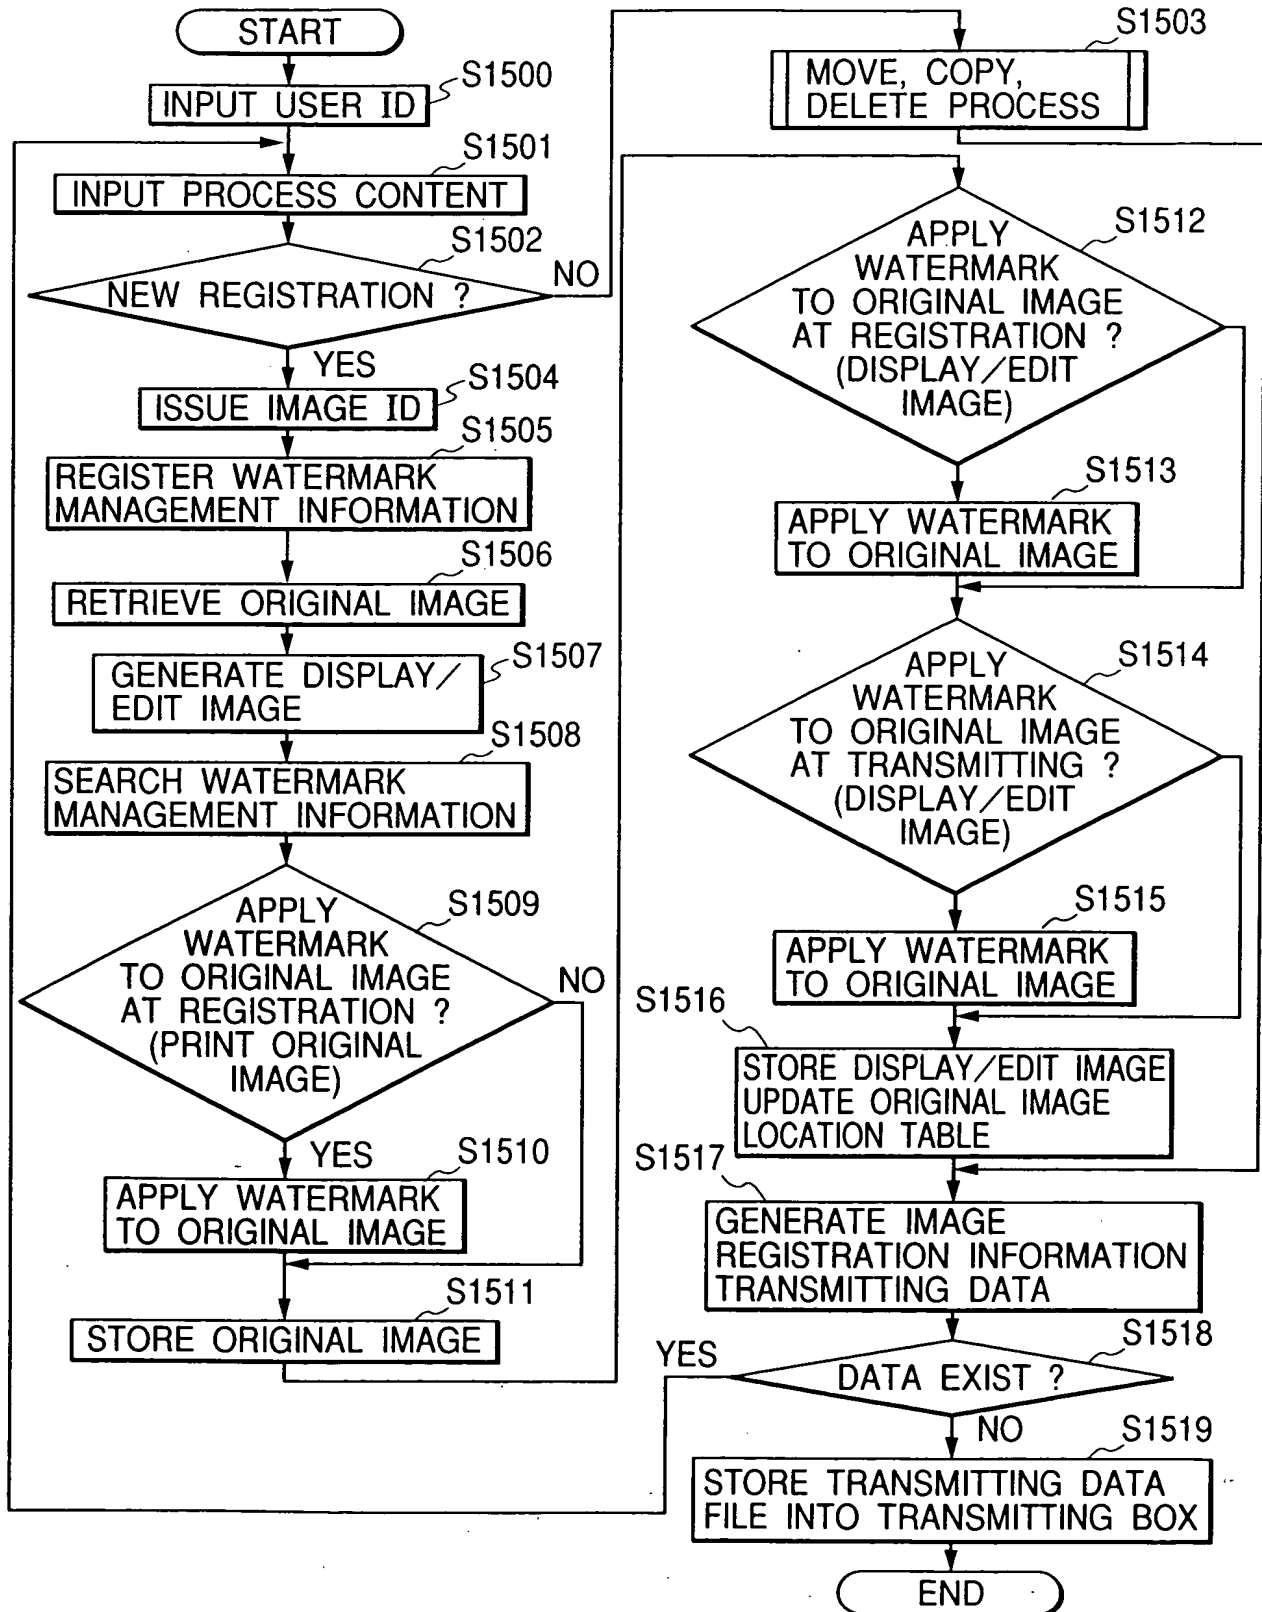 START
S1500
INPUT USER ID
S1501
INPUT PROCESS CONTENT
S1502
NEW REGISTRATION ?
NO
YES
S1504
ISSUE IMAGE ID
S1505
REGISTER WATERMARK
MANAGEMENT INFORMATION
S1506
RETRIEVE ORIGINAL IMAGE
S1507
GENERATE DISPLAY/
EDIT IMAGE
S1508
SEARCH WATERMARK
MANAGEMENT INFORMATION
S1509
APPLY
WATERMARK
TO ORIGINAL IMAGE
AT REGISTRATION ?
(PRINT ORIGINAL
IMAGE)
NO
YES
S1510
APPLY WATERMARK
TO ORIGINAL IMAGE
S1511
STORE ORIGINAL IMAGE
S1503
MOVE, COPY,
DELETE PROCESS
S1512
APPLY
WATERMARK
TO ORIGINAL IMAGE
AT REGISTRATION ?
(DISPLAY/EDIT
IMAGE)
S1513
APPLY WATERMARK
TO ORIGINAL IMAGE
S1514
APPLY
WATERMARK
TO ORIGINAL IMAGE
AT TRANSMITTING ?
(DISPLAY/EDIT
IMAGE)
S1515
APPLY WATERMARK
TO ORIGINAL IMAGE
S1516
STORE DISPLAY/EDIT IMAGE
UPDATE ORIGINAL IMAGE
LOCATION TABLE
S1517
GENERATE IMAGE
REGISTRATION INFORMATION
TRANSMITTING DATA
S1518
YES
DATA EXIST ?
NO
S1519
STORE TRANSMITTING DATA
FILE INTO TRANSMITTING BOX
END